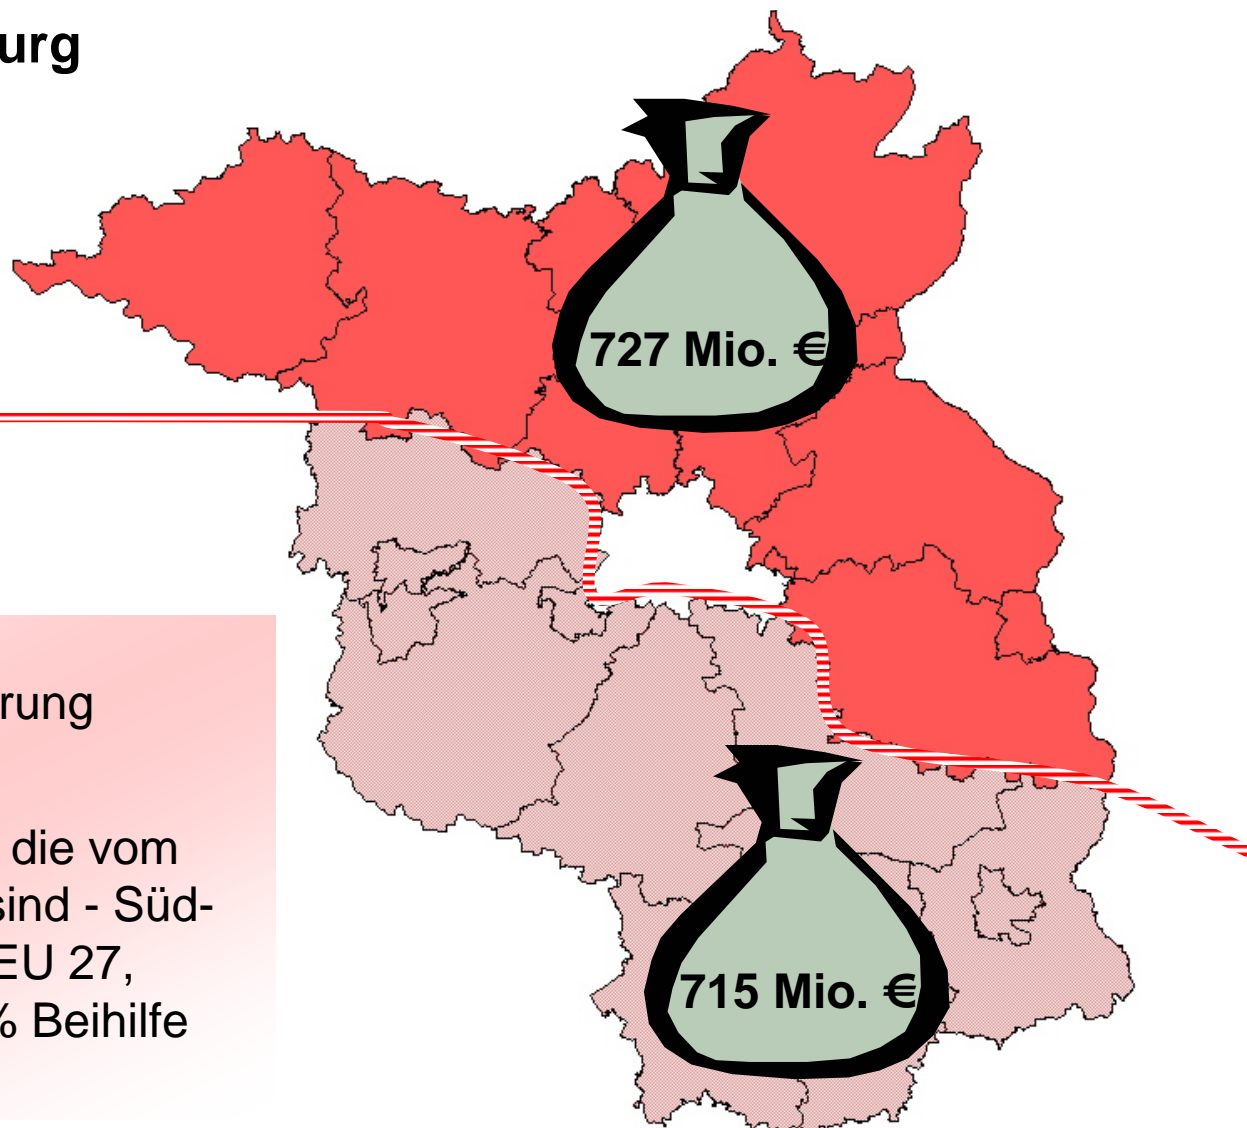 urg
727 Mio. €
rung
die vom
sind - Süd-
EU 27,
% Beihilfe
715 Mio. €